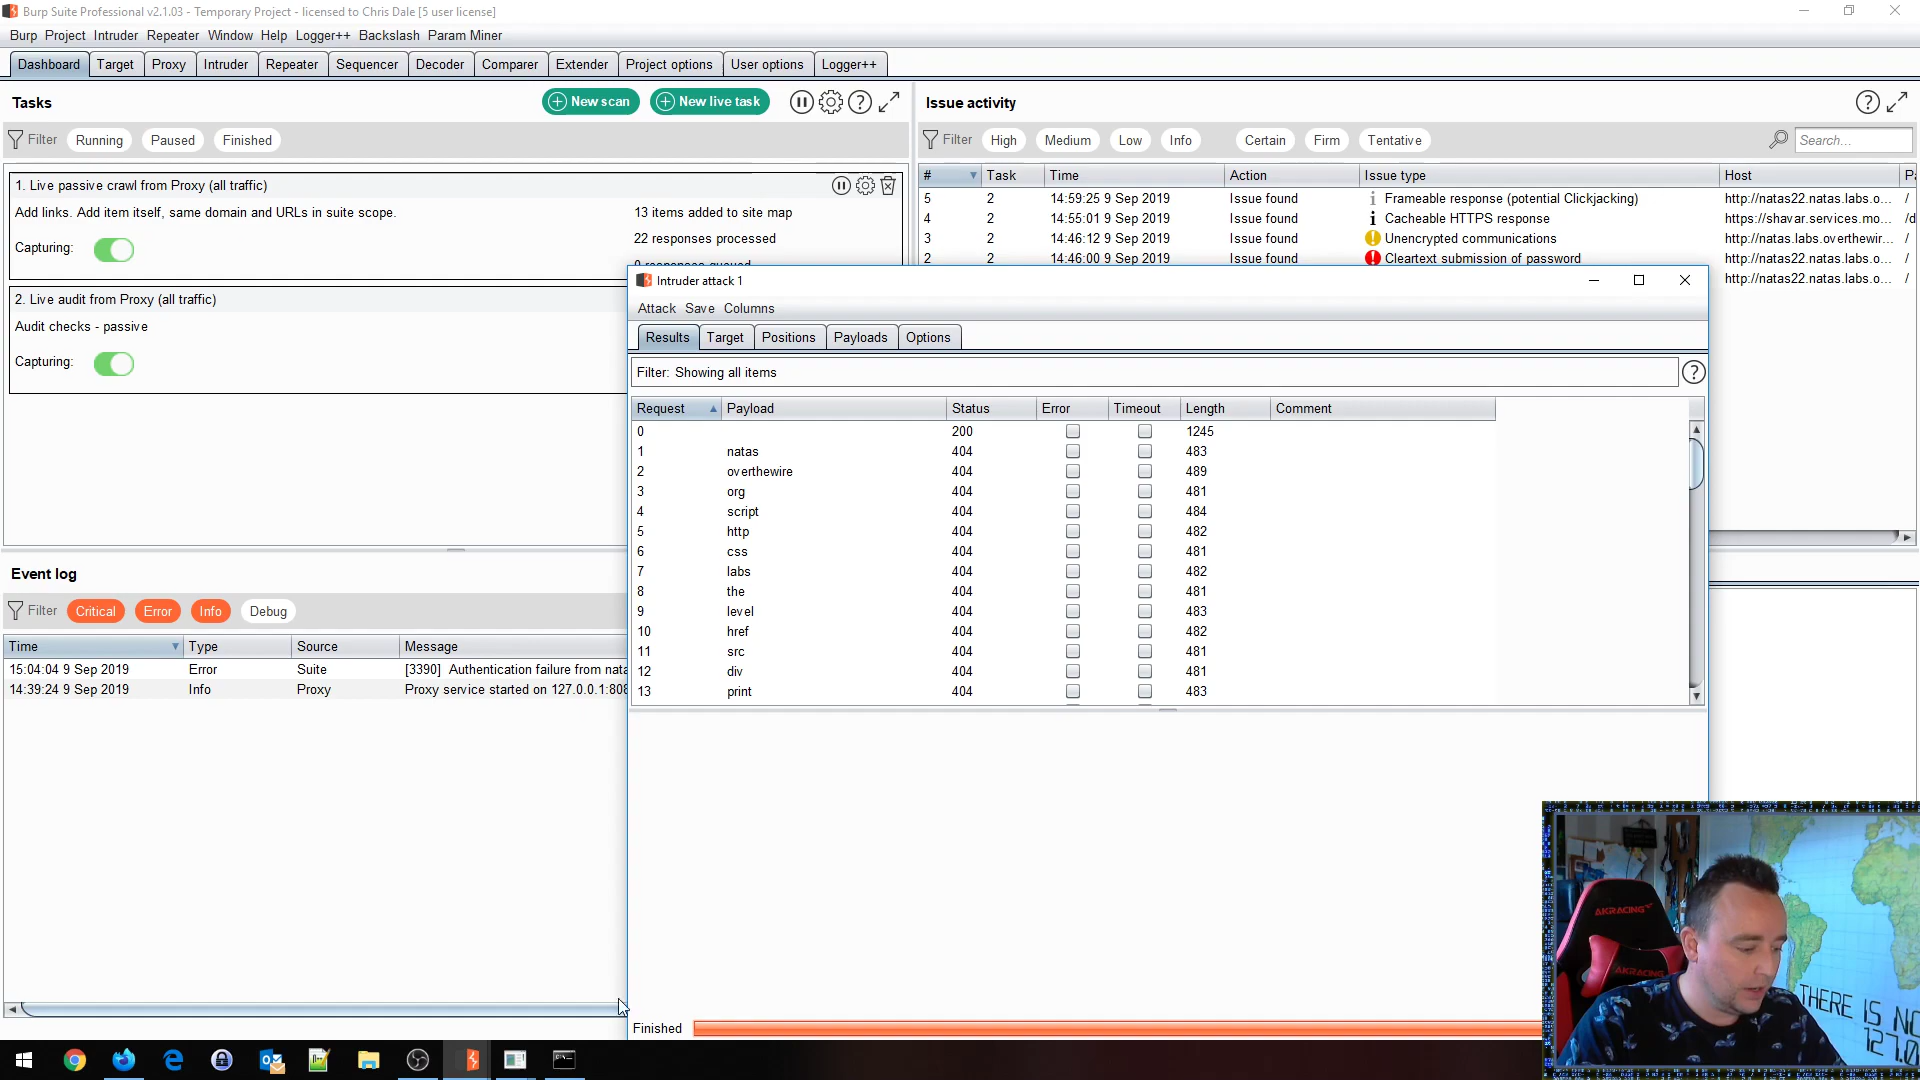 Burp Suite Professional v2.1.03 - Temporary Project - licensed to Chris Dale [5 user license]
Burp Project Intruder Repeater Window Help Logger++ Backslash Param Miner
Dashboard Target Proxy Intruder Repeater Sequencer Decoder Comparer Extender Project options User options Logger++
Tasks New scan New live task
Filter Running Paused Finished
1. Live passive crawl from Proxy (all traffic)
Add links. Add item itself, same domain and URLs in suite scope. 13 items added to site map
Capturing: 22 responses processed
0 responses queued
2. Live audit from Proxy (all traffic)
Audit checks - passive
Capturing:
Issue activity
Filter High Medium Low Info Certain Firm Tentative Search...
# Task Time Action Issue type Host
5 2 14:59:25 9 Sep 2019 Issue found Frameable response (potential Clickjacking) http://natas22.natas.labs.o... /
4 2 14:55:01 9 Sep 2019 Issue found Cacheable HTTPS response https://shavar.services.mo... /d
3 2 14:46:12 9 Sep 2019 Issue found Unencrypted communications http://natas.labs.overthewir... /
2 2 14:46:00 9 Sep 2019 Issue found Cleartext submission of password http://natas22.natas.labs.o... /
http://natas22.natas.labs.o... /
Intruder attack 1
Attack Save Columns
Results Target Positions Payloads Options
Filter: Showing all items
Request Payload Status Error Timeout Length Comment
0 200 1245
1 natas 404 483
2 overthewire 404 489
3 org 404 481
4 script 404 484
5 http 404 482
6 css 404 481
7 labs 404 482
8 the 404 481
9 level 404 483
10 href 404 482
11 src 404 481
12 div 404 481
13 print 404 483
Finished
Event log
Filter Critical Error Info Debug
Time Type Source Message
15:04:04 9 Sep 2019 Error Suite [3390] Authentication failure from nata
14:39:24 9 Sep 2019 Info Proxy Proxy service started on 127.0.0.1:808
AKRACING
AKRACING
THERE IS NO
127.0